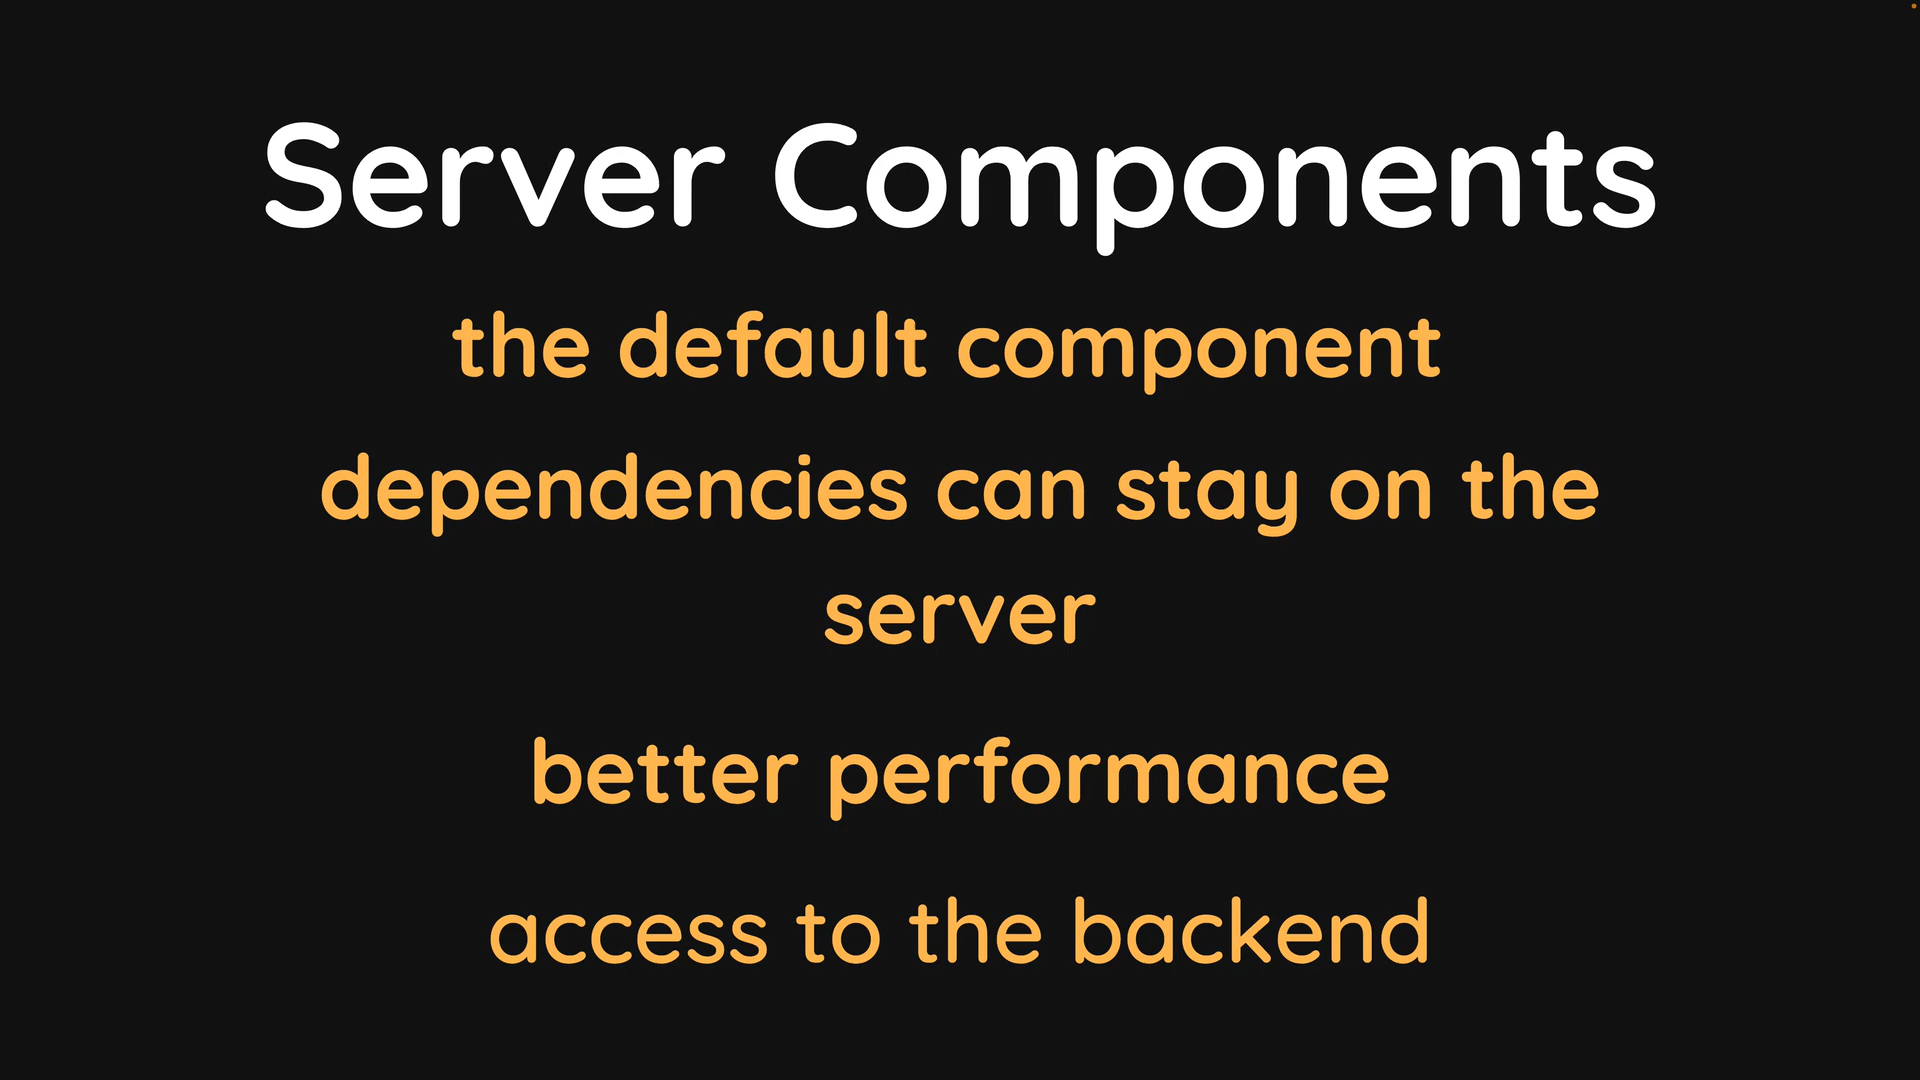 Server Components
the default component
dependencies can stay on the
server
better performance
access to the backend